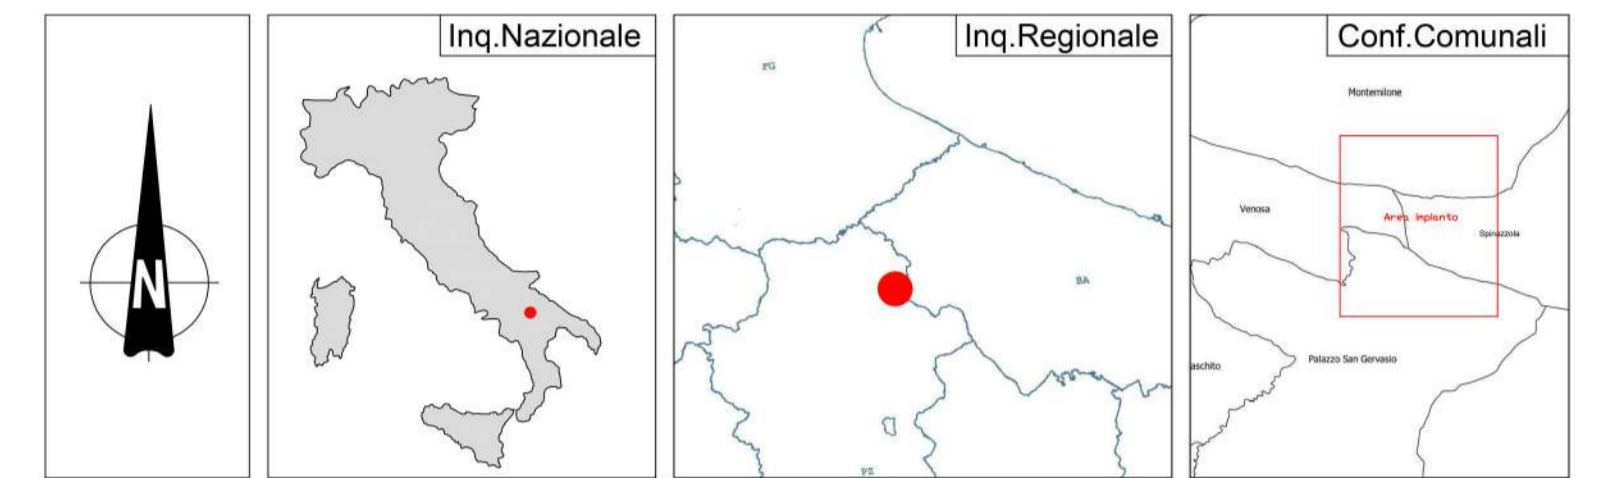 N
Inq.Nazionale
Inq.Regionale
FG
BA
PZ
Conf.Comunali
Montemilone
Venosa
Area Impianto
Spinazzola
Palazzo San Gervasio
aschito